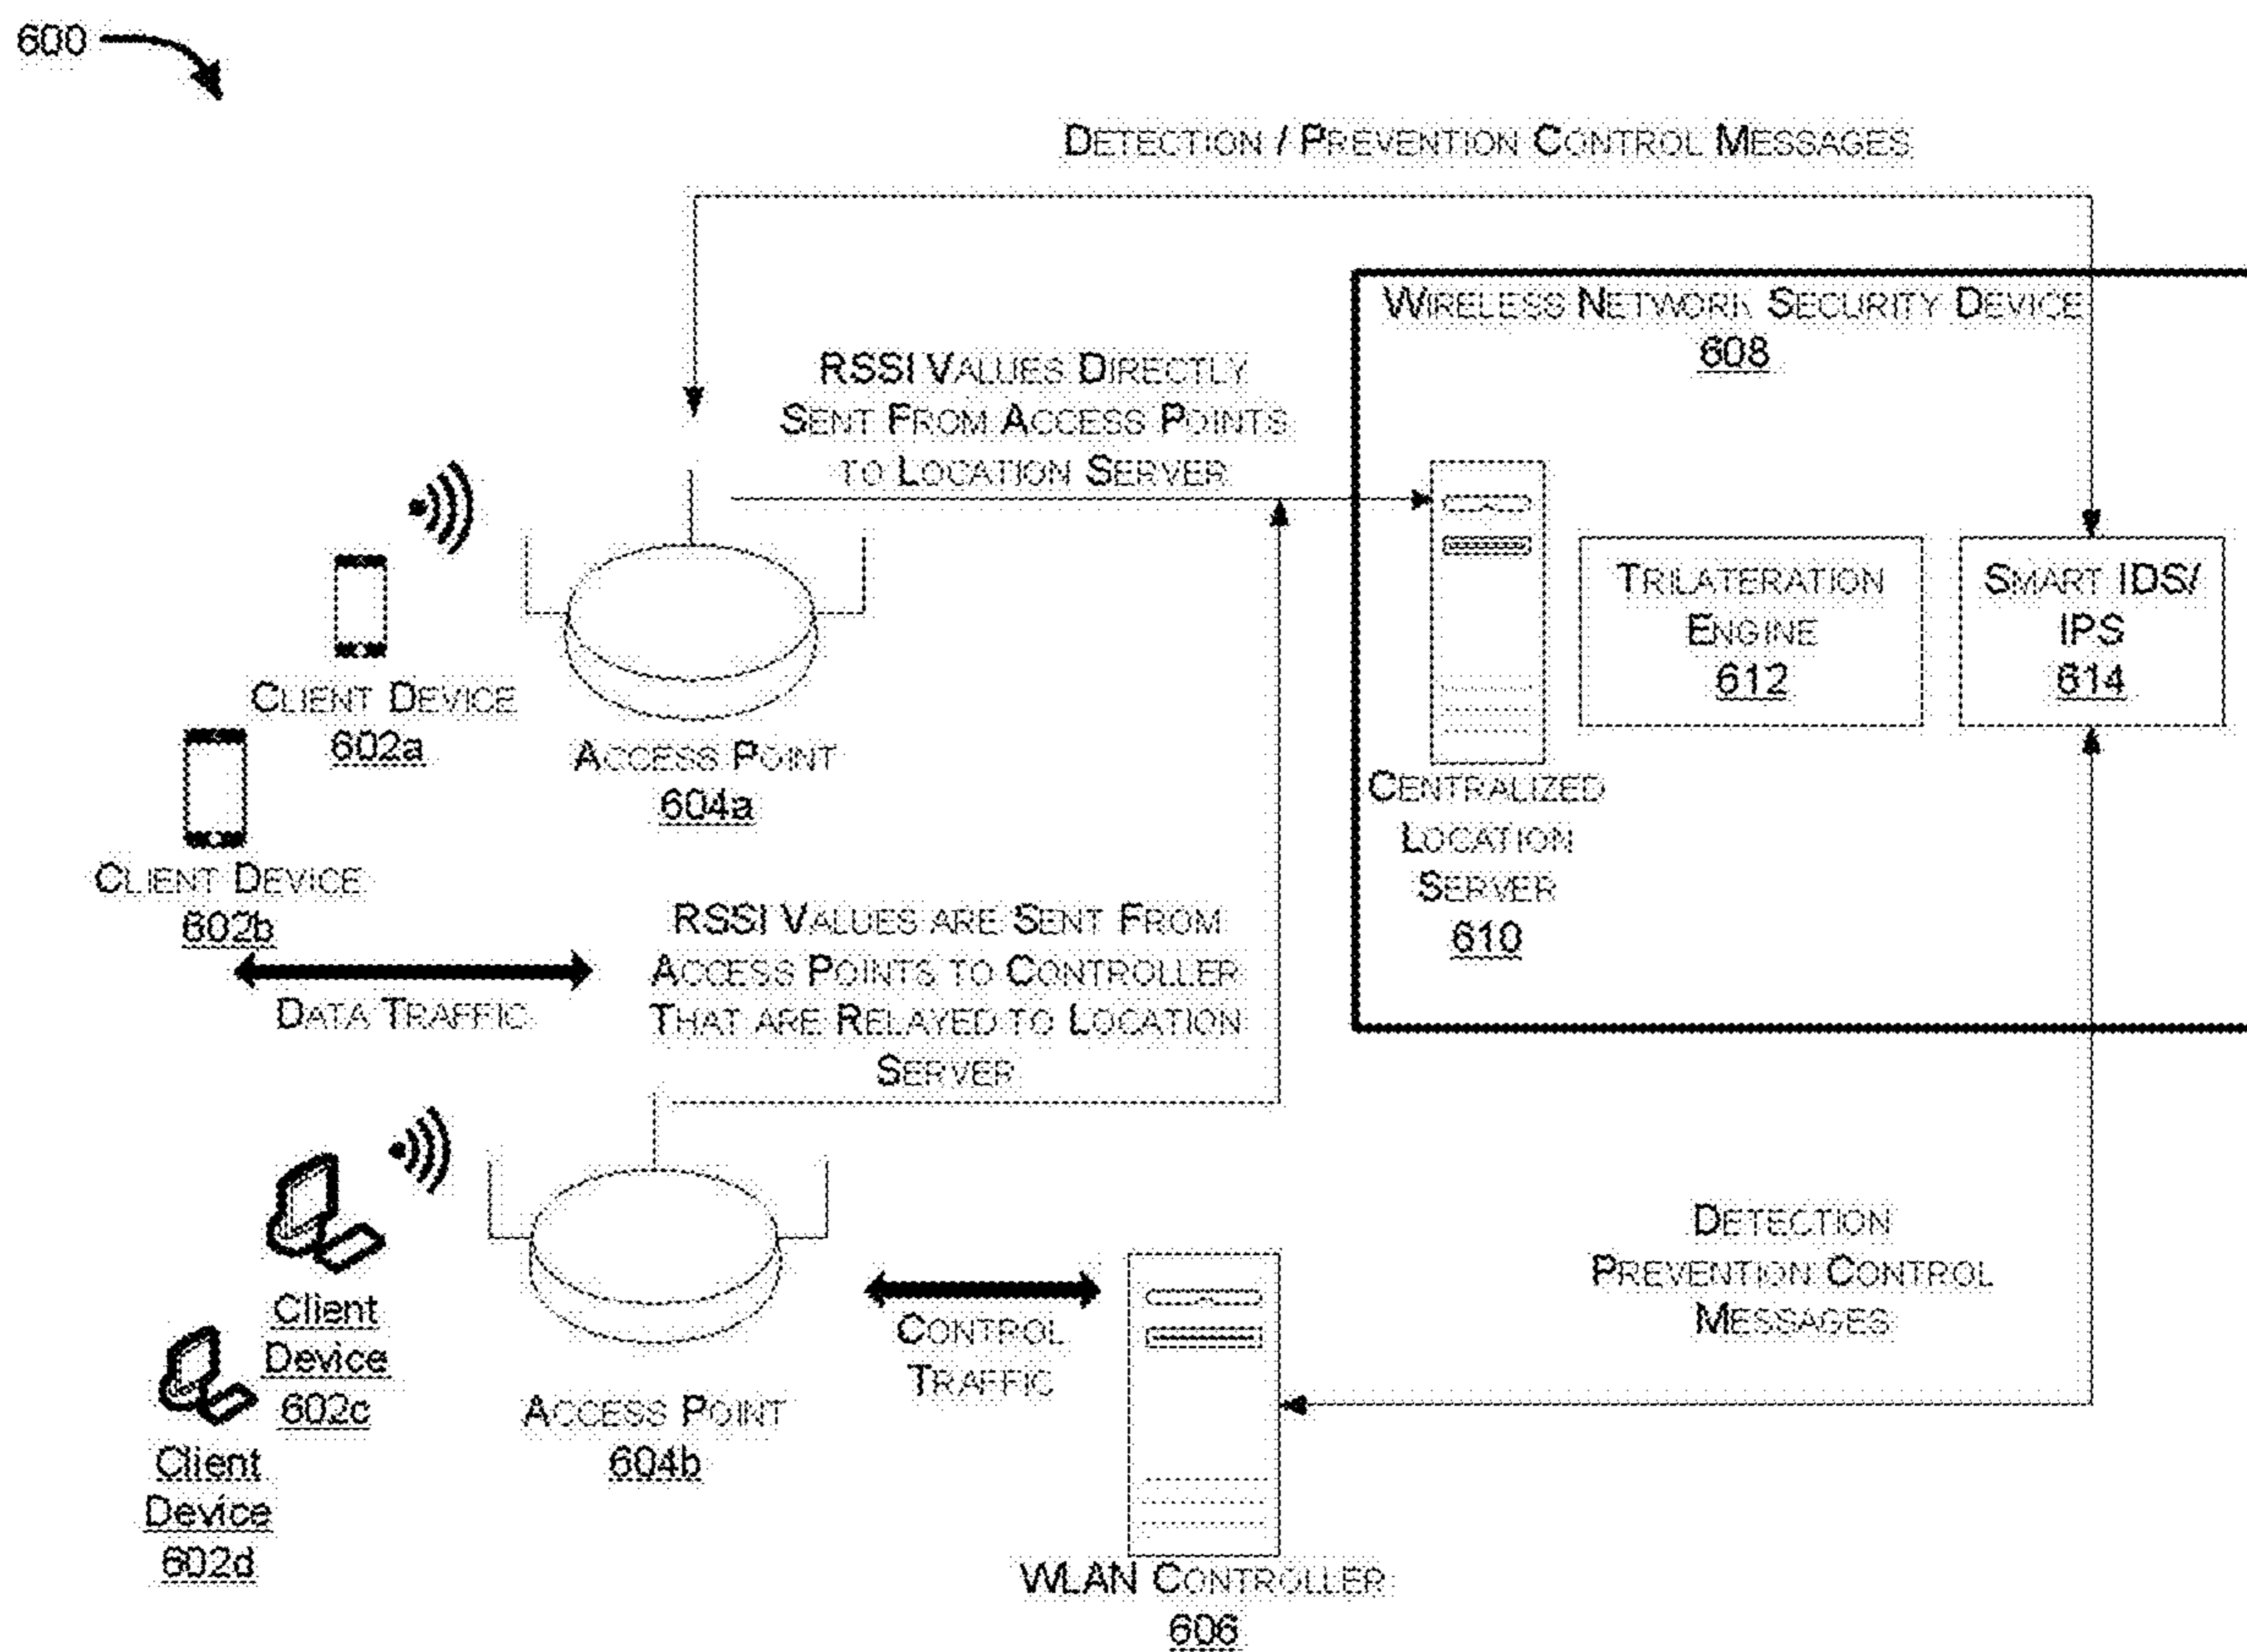 600
DETECTION / PREVENTION CONTROL MESSAGES
WIRELESS NETWORK SECURITY DEVICE
608
RSSI VALUES DIRECTLY
SENT FROM ACCESS POINTS
TO LOCATION SERVER
TRILATERATION
ENGINE
612
SMART IDS/
IPS
614
CLIENT DEVICE
602a
ACCESS POINT
604a
CENTRALIZED
LOCATION
SERVER
610
CLIENT DEVICE
602b
DATA TRAFFIC
RSSI VALUES ARE SENT FROM
ACCESS POINTS TO CONTROLLER
THAT ARE RELAYED TO LOCATION
SERVER
Client
Device
602c
Client
Device
602d
ACCESS POINT
604b
CONTROL
TRAFFIC
DETECTION
PREVENTION CONTROL
MESSAGES
WLAN CONTROLLER
606